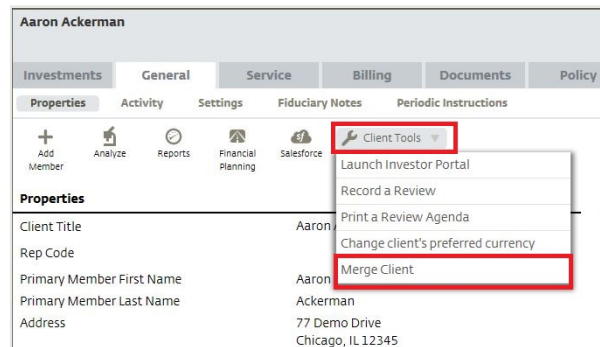 Aaron Ackerman
Investments General Service Billing Documents Policy
Properties Activity Settings Fiduciary Notes Periodic Instructions
Add Member Analyze Reports Financial Planning Salesforce Client Tools
Launch Investor Portal
Record a Review
Print a Review Agenda
Change client's preferred currency
Merge Client
Properties
Client Title Aaron
Rep Code
Primary Member First Name Aaron
Primary Member Last Name Ackerman
Address 77 Demo Drive
Chicago, IL 12345